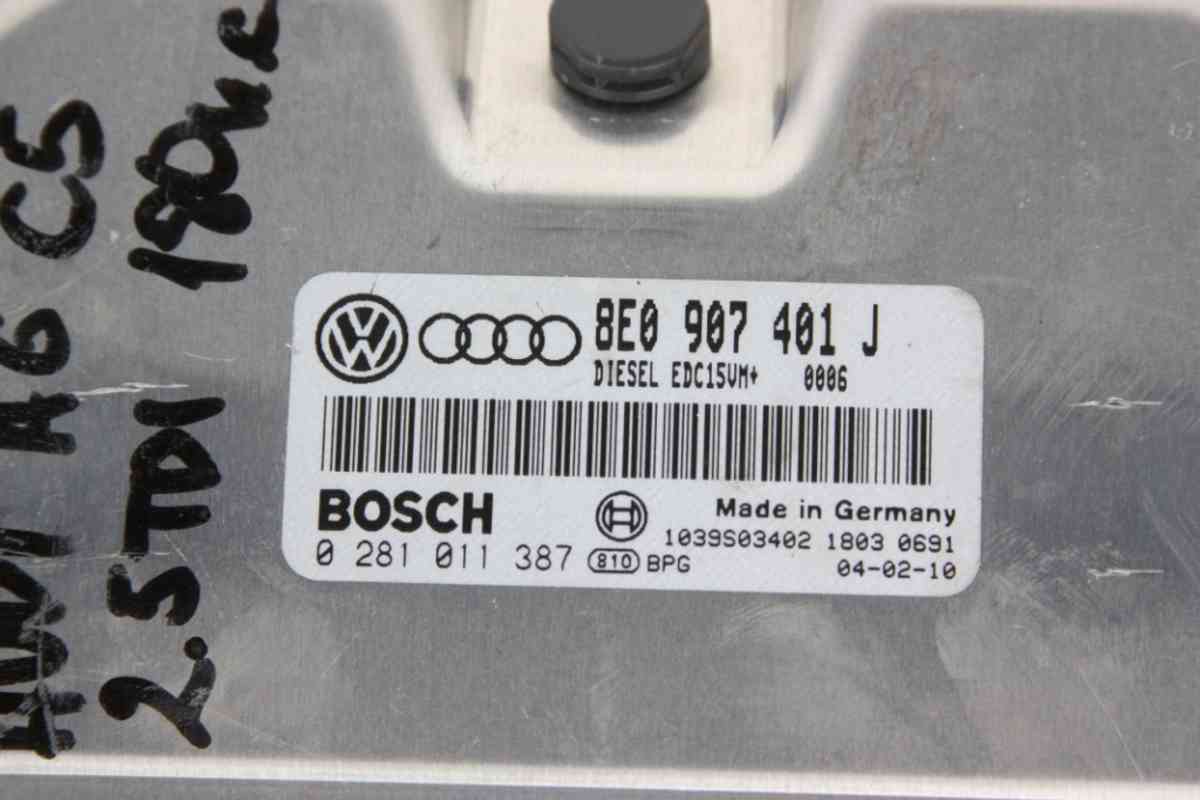 AUDI A6 C5
2.5 TDI 180KC
8E0 907 401 J
DIESEL EDC15VM+ 0006
BOSCH
Made in Germany
1039S03402 1803 0691
0 281 011 387 810 BPG
04-02-10